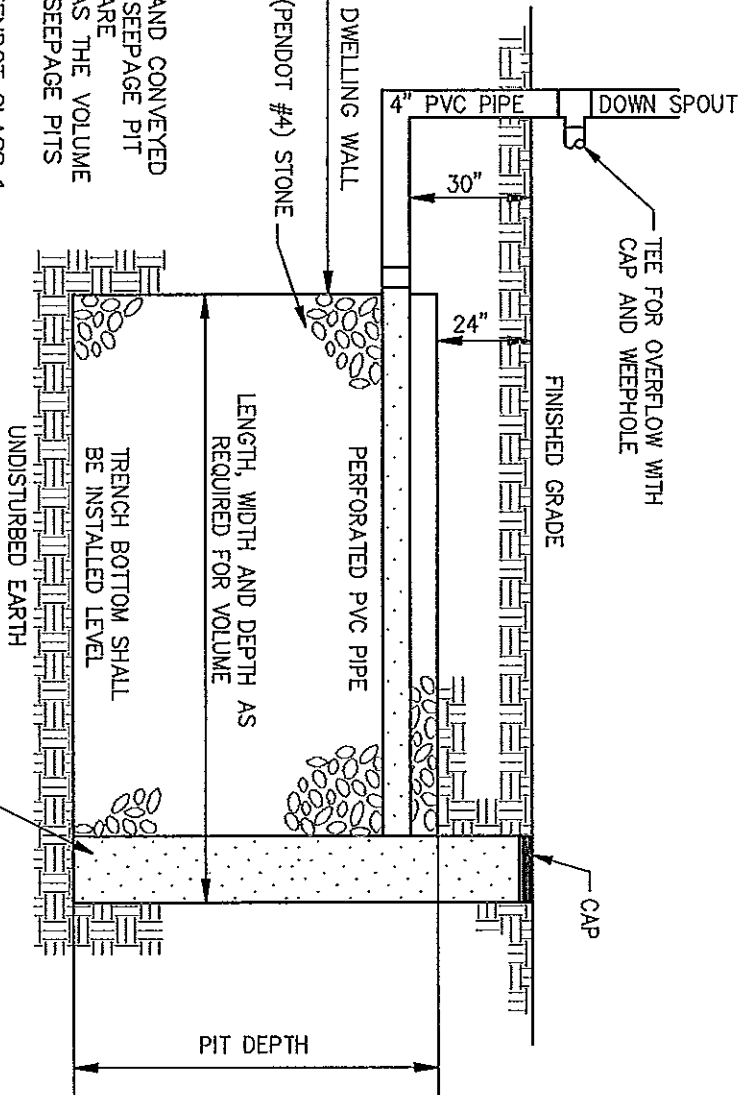 DOWN SPOUT
4" PVC PIPE
TEE FOR OVERFLOW WITH
CAP AND WEEPHOLE
30"
24"
FINISHED GRADE
DWELLING WALL
(PENDOT #4) STONE
PERFORATED PVC PIPE
LENGTH, WIDTH AND DEPTH AS
REQUIRED FOR VOLUME
TRENCH BOTTOM SHALL
BE INSTALLED LEVEL
UNDISTURBED EARTH
CAP
PIT DEPTH
AND CONVEYED
SEEPAGE PIT
ARE
AS THE VOLUME
SEEPAGE PITS